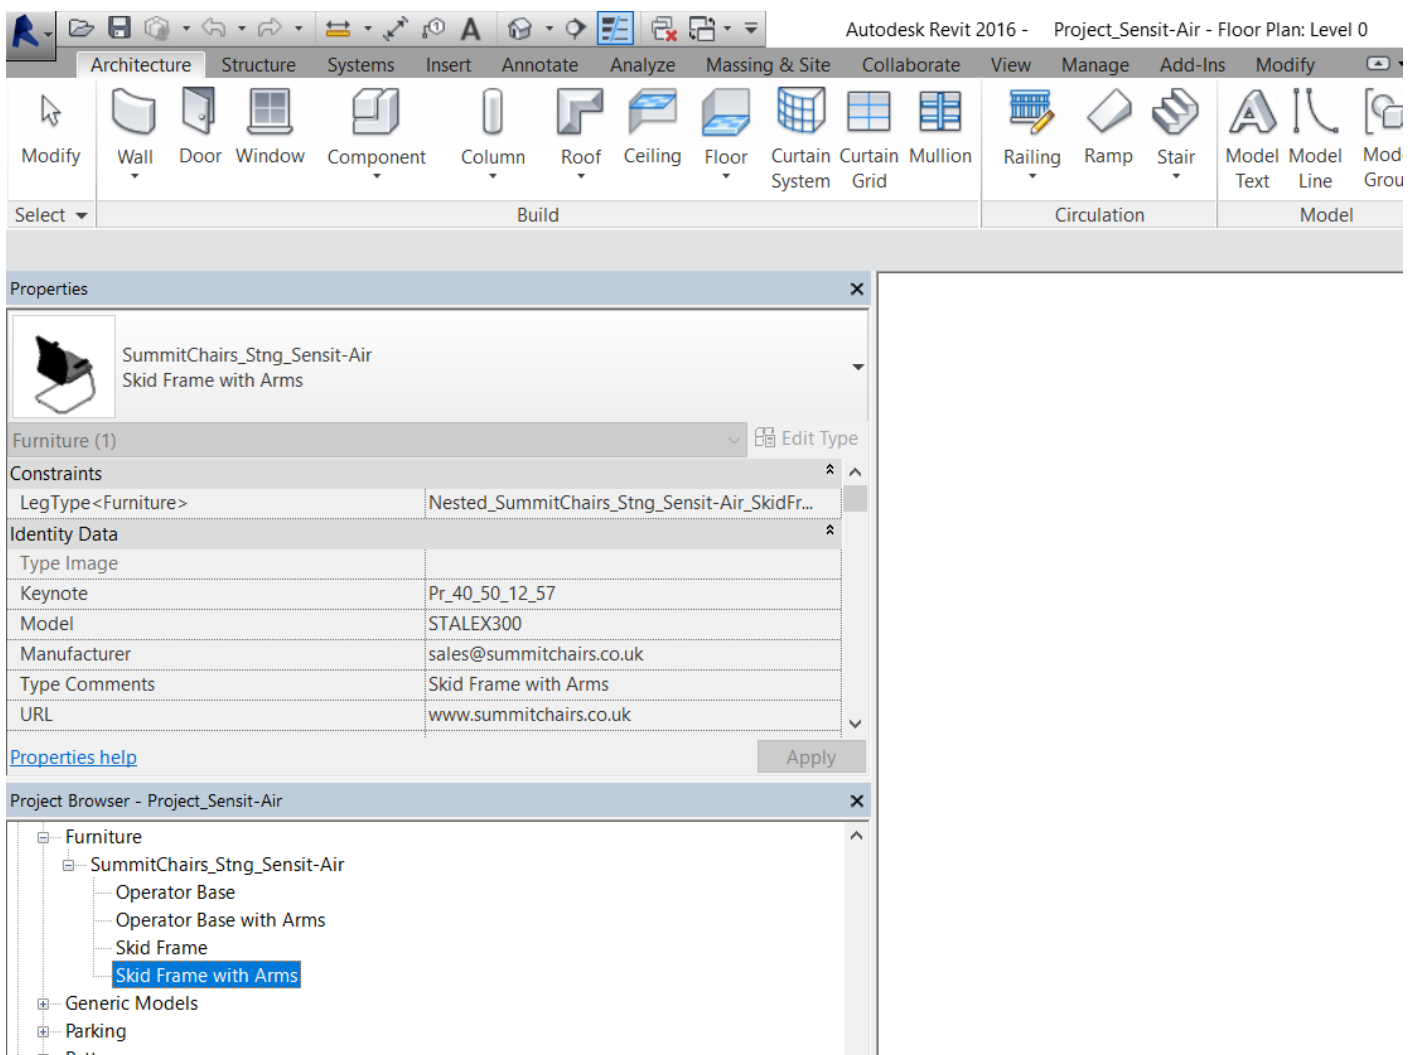 Autodesk Revit 2016 - Project_Sensit-Air - Floor Plan: Level 0
Architecture Structure Systems Insert Annotate Analyze Massing & Site Collaborate View Manage Add-Ins Modify
Modify Wall Door Window Component Column Roof Ceiling Floor Curtain System Curtain Grid Mullion Railing Ramp Stair Model Text Model Line
Select Build Circulation Model
Properties
SummitChairs_Stng_Sensit-Air
Skid Frame with Arms
Furniture (1) Edit Type
Constraints
LegType<Furniture> Nested_SummitChairs_Stng_Sensit-Air_SkidFr...
Identity Data
Type Image
Keynote Pr_40_50_12_57
Model STALEX300
Manufacturer sales@summitchairs.co.uk
Type Comments Skid Frame with Arms
URL www.summitchairs.co.uk
Properties help Apply
Project Browser - Project_Sensit-Air
Furniture
SummitChairs_Stng_Sensit-Air
Operator Base
Operator Base with Arms
Skid Frame
Skid Frame with Arms
Generic Models
Parking